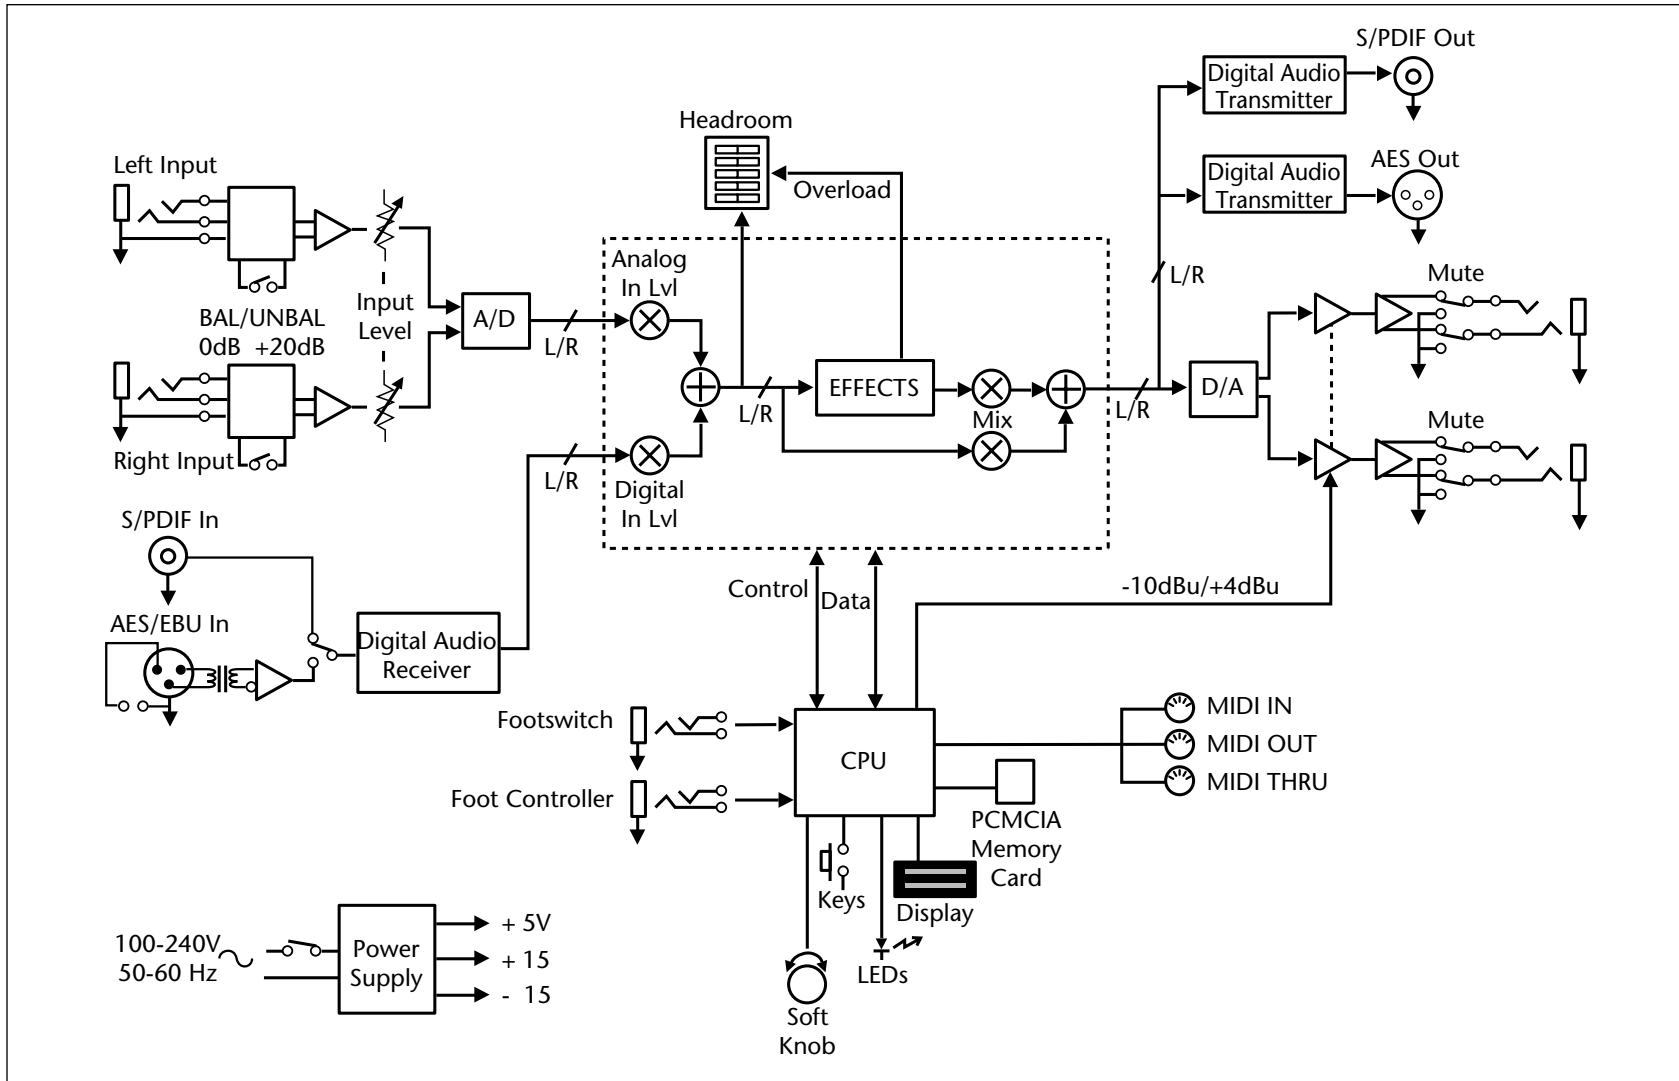 S/PDIF Out
Digital Audio
Transmitter
Headroom
Left Input
AES Out
Digital Audio
Transmitter
Overload
Analog
In Lvl
L/R
Mute
BAL/UNBAL
0dB +20dB
Input
Level
A/D
L/R
EFFECTS
D/A
L/R
Mix
L/R
Mute
Right Input
L/R
Digital
In Lvl
S/PDIF In
Control
Data
-10dBu/+4dBu
AES/EBU In
Digital Audio
Receiver
Footswitch
CPU
MIDI IN
MIDI OUT
MIDI THRU
Foot Controller
PCMCIA
Memory
Card
Keys
Display
100-240V
50-60 Hz
Power
Supply
+ 5V
+ 15
- 15
LEDs
Soft
Knob